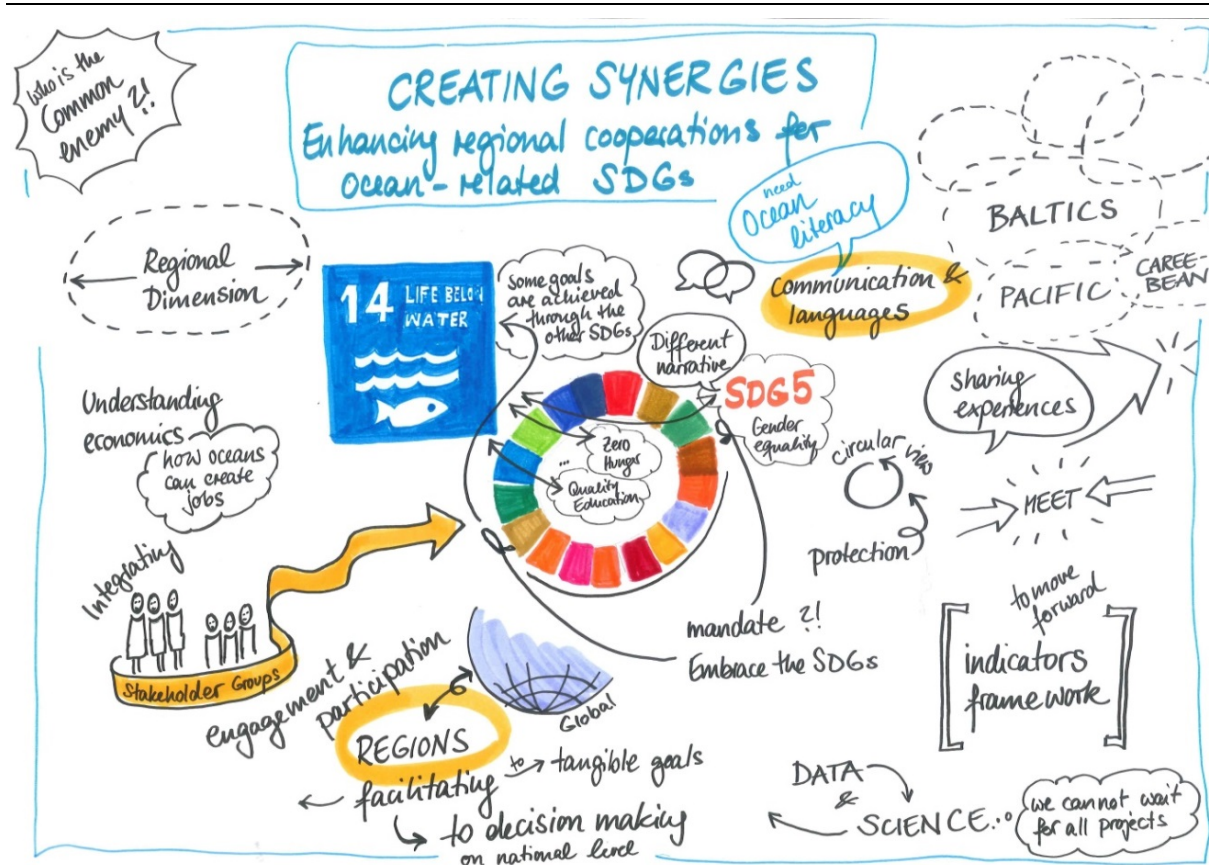 Who is the
Common
enemy ?!
CREATING SYNERGIES
Enhancing regional cooperations for
Ocean-related SDGs
need
Ocean
literacy
Communication &
languages
BALTICS
PACIFIC
CAREE-
BEAN
Regional
Dimension
14 LIFE BELOW
WATER
some goals
are achieved
through the
other SDGs
Different
narrative
SDG5
Gender
equality
Zero
Hunger
...
Quality
Education
sharing
experiences
Understanding
economics
how oceans
can create
jobs
circular view
protection
MEET
Integrating
Stakeholder Groups
engagement &
participation
Global
REGIONS
facilitating
to tangible goals
to decision making
on national level
mandate ?!
Embrace the SDGs
to move
forward
indicators
framework
DATA
&
SCIENCE...
we cannot wait
for all projects